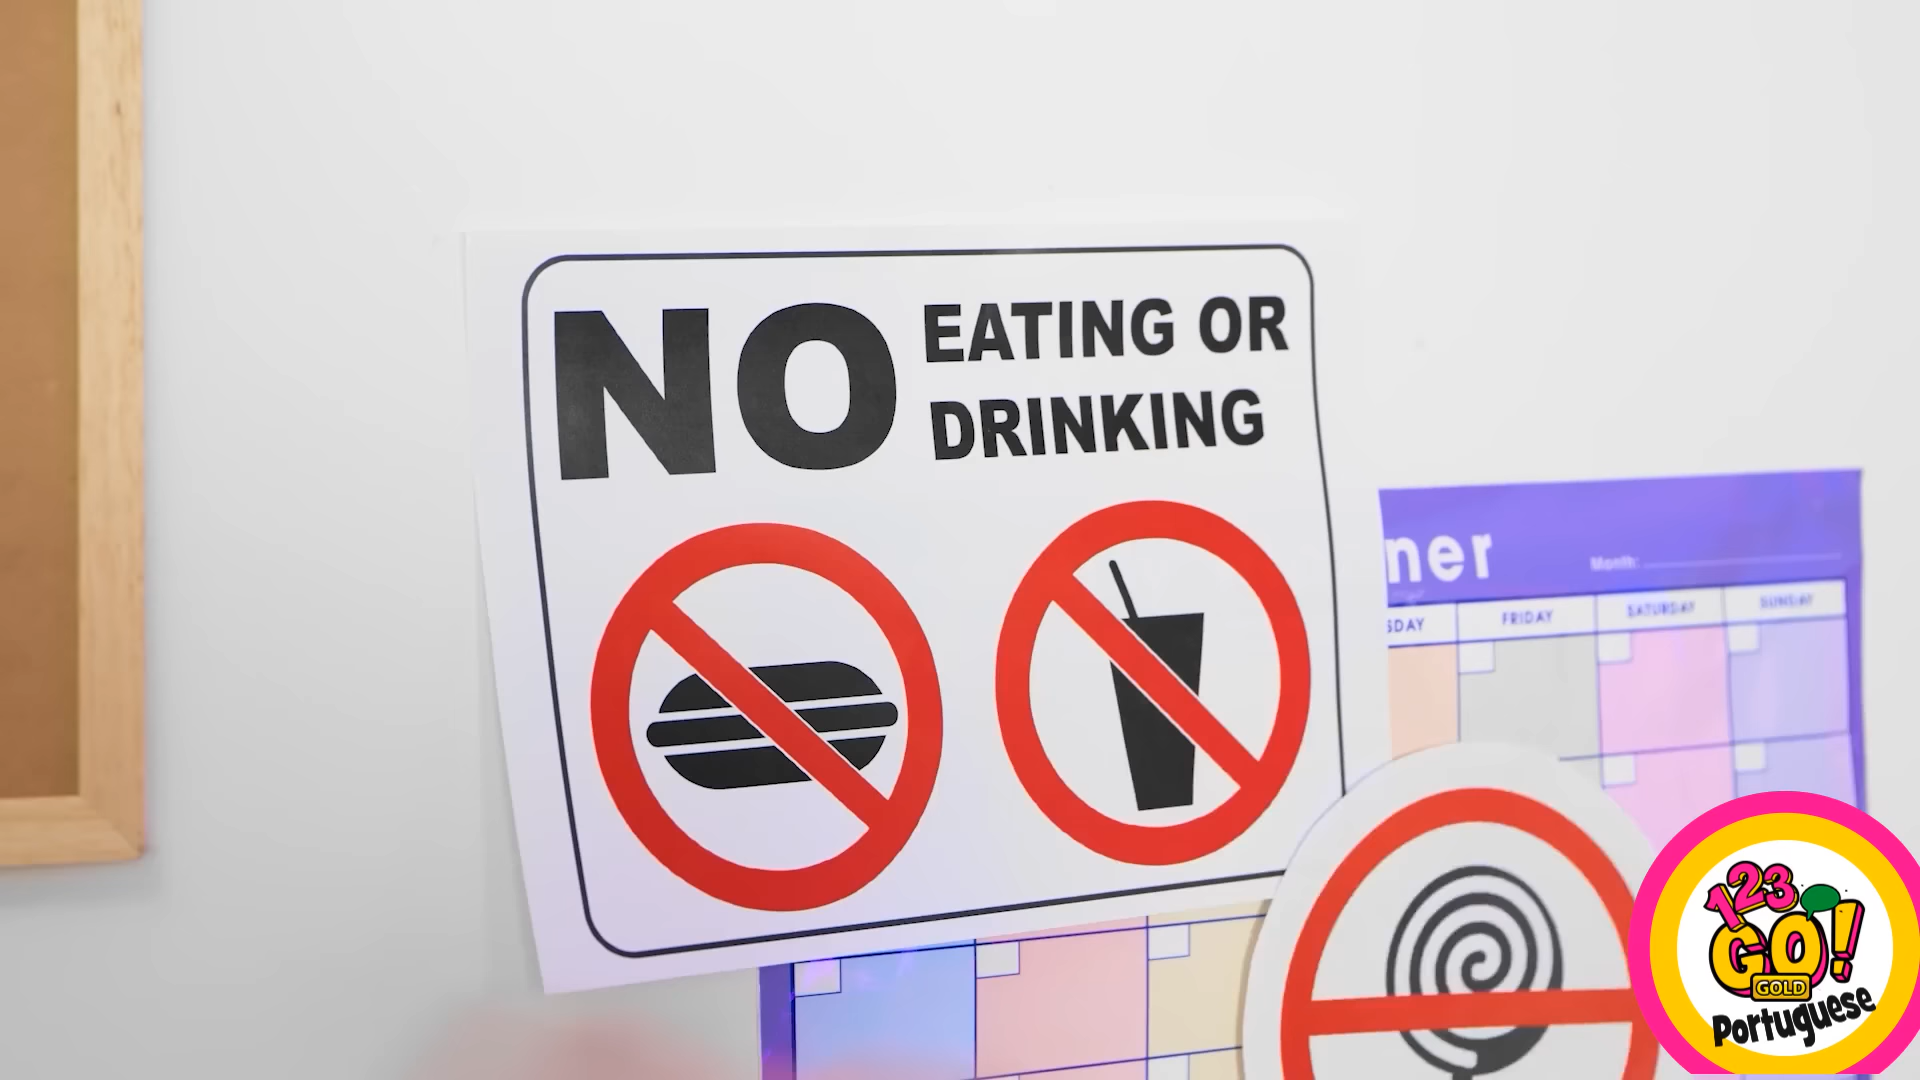 NO
EATING OR
DRINKING
ner
Month:
SDAY
FRIDAY
SATURDAY
SUNDAY
123
GO!
GOLD
Portuguese